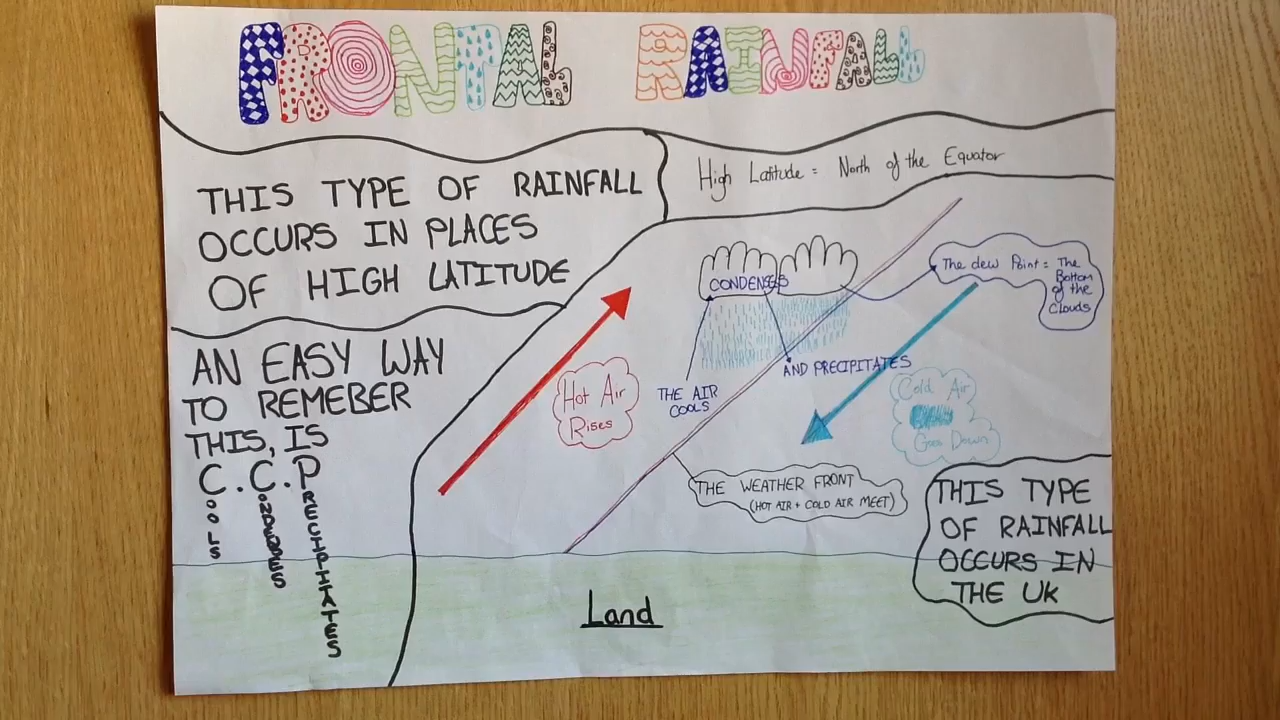 FRONTAL RAINFALL
THIS TYPE OF RAINFALL
OCCURS IN PLACES
OF HIGH LATITUDE
High Latitude = North of the Equator
AN EASY WAY
TO REMEBER
THIS, IS
C.C.P
COOLS
CONDENSES
PRECIPITATES
Hot Air
Rises
CONDENSES
THE AIR
COOLS
AND PRECIPITATES
The dew Point = The
Bottom
of the
Clouds
Cold Air
Goes Down
THE WEATHER FRONT
(HOT AIR + COLD AIR MEET)
THIS TYPE
OF RAINFALL
OCCURS IN
THE UK
Land